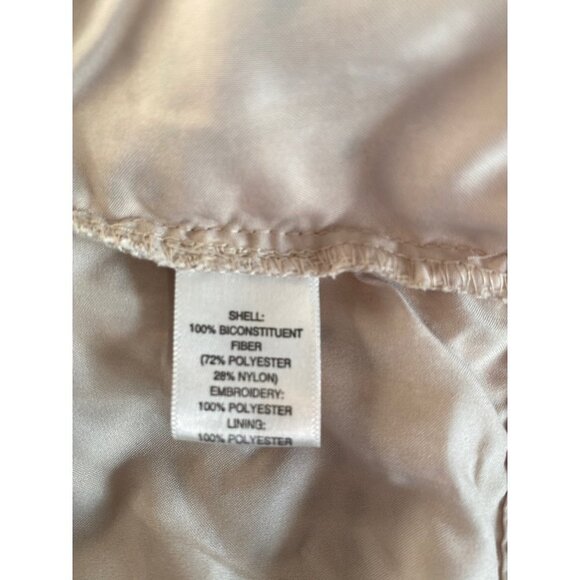 SHELL:
100% BICONSTITUENT
FIBER
(72% POLYESTER
28% NYLON)
EMBROIDERY:
100% POLYESTER
LINING:
100% POLYESTER